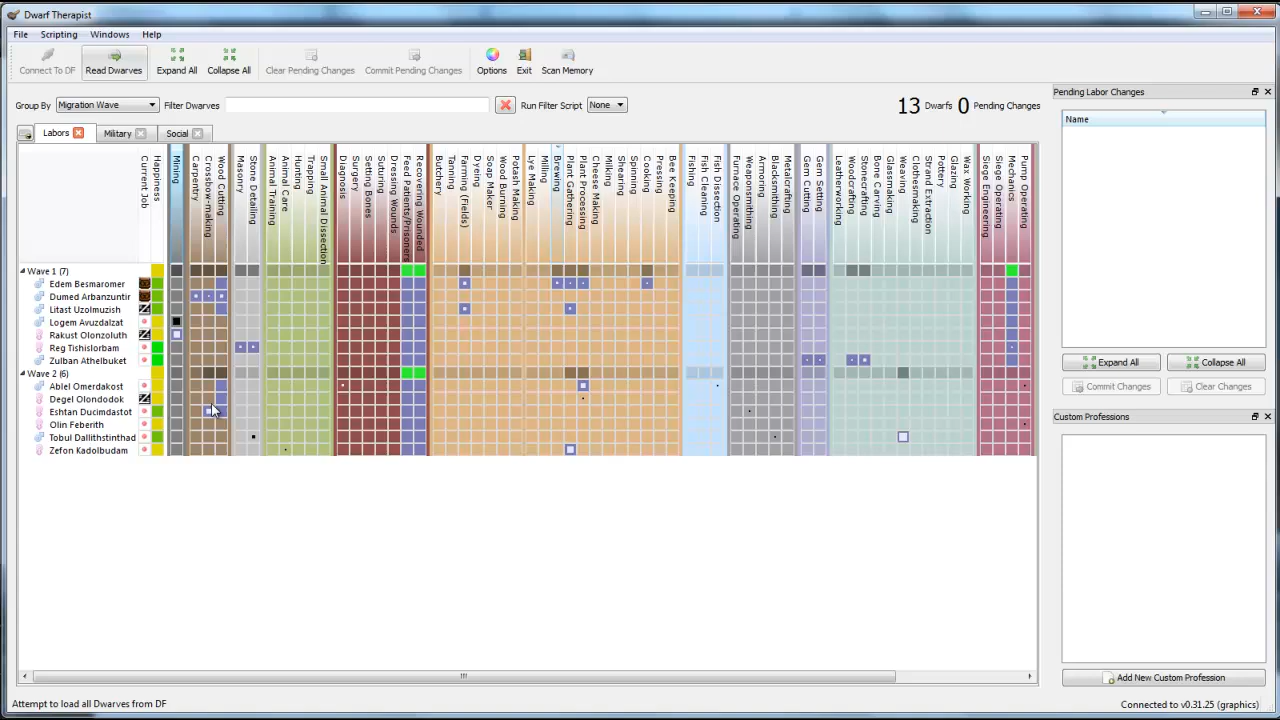 Dwarf Therapist
File Scripting Windows Help
Connect To DF Read Dwarves Expand All Collapse All Clear Pending Changes Commit Pending Changes Options Exit Scan Memory
Group By Migration Wave Filter Dwarves Run Filter Script None 13 Dwarfs 0 Pending Changes
Labors Military Social
Current Job
Happiness
Mining
Carpentry
Crossbow-making
Wood Cutting
Masonry
Stone Detailing
Animal Training
Animal Care
Hunting
Trapping
Small Animal Dissection
Diagnosis
Surgery
Setting Bones
Suturing
Dressing Wounds
Feed Patients/Prisoners
Recovering Wounded
Butchery
Tanning
Farming (Fields)
Dyeing
Soap Maker
Wood Burning
Potash Making
Lye Making
Milling
Brewing
Plant Gathering
Plant Processing
Cheese Making
Milking
Shearing
Spinning
Cooking
Pressing
Bee Keeping
Fishing
Fish Cleaning
Fish Dissection
Furnace Operating
Weaponsmithing
Armoring
Blacksmithing
Metalcrafting
Gem Cutting
Gem Setting
Leatherworking
Woodcrafting
Stonecrafting
Bone Carving
Glassmaking
Weaving
Clothesmaking
Strand Extraction
Pottery
Glazing
Wax Working
Siege Engineering
Siege Operating
Mechanics
Pump Operating
Wave 1 (7)
Edem Besmaromer
Dumed Arbanzuntir
Litast Uzolmuzish
Logem Avuzdalzat
Rakust Olonzoluth
Reg Tishislorbam
Zulban Athelbuket
Wave 2 (6)
Ablel Omerdakost
Degel Olondodok
Eshtan Ducimdastot
Olin Feberith
Tobul Dallithstinthad
Zefon Kadolbudam
Pending Labor Changes
Name
Expand All Collapse All
Commit Changes Clear Changes
Custom Professions
Add New Custom Profession
Attempt to load all Dwarves from DF
Connected to v0.31.25 (graphics)